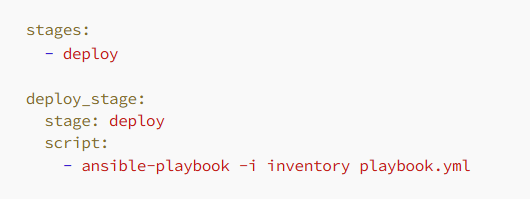 stages:
  - deploy

deploy_stage:
  stage: deploy
  script:
    - ansible-playbook -i inventory playbook.yml